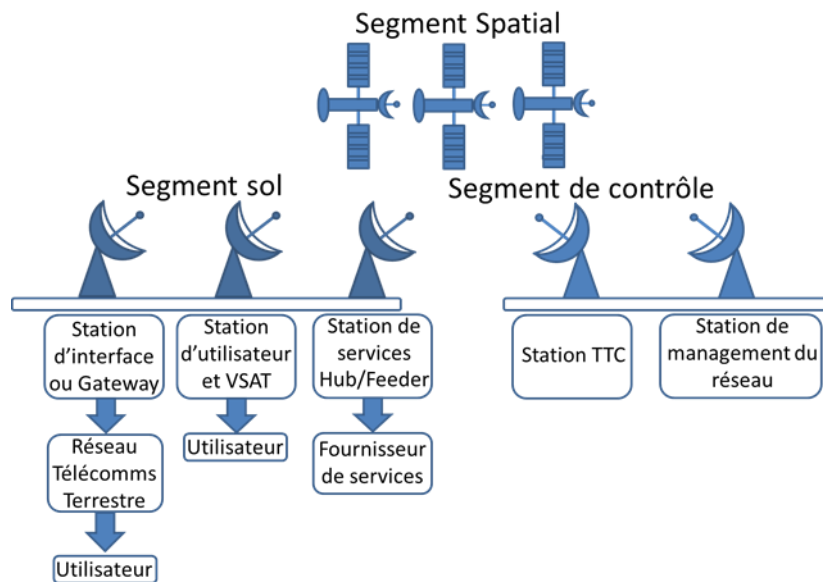 Segment Spatial
Segment sol
Segment de contrôle
Station
d'interface
ou Gateway
Station
d'utilisateur
et VSAT
Station de
services
Hub/Feeder
Station TTC
Station de
management du
réseau
Réseau
Télécomms
Terrestre
Utilisateur
Fournisseur
de services
Utilisateur